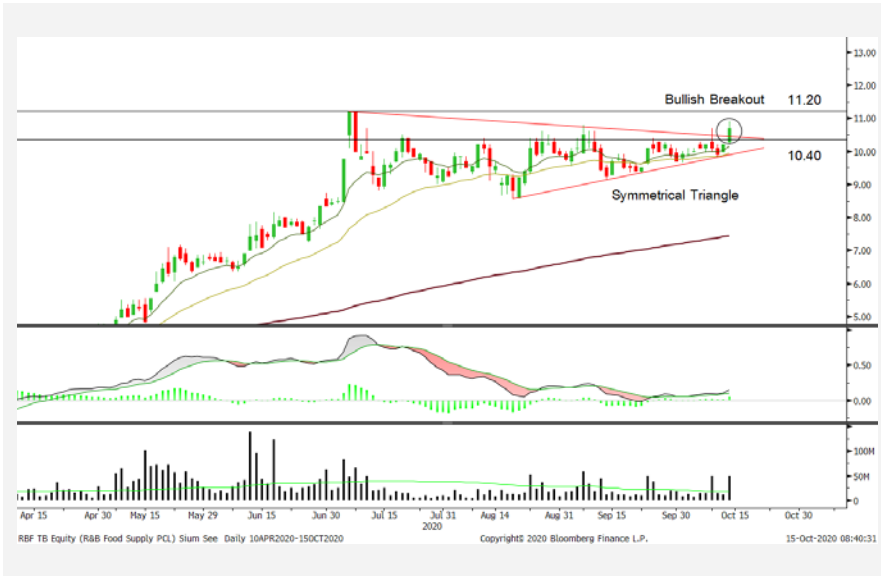 13.00
12.00
Bullish Breakout 11.20
11.00
10.00
10.40
9.00
Symmetrical Triangle
8.00
7.00
6.00
5.00
0.50
0.00
100M
50M
0
Apr 15 Apr 30 May 15 May 29 Jun 15 Jun 30 Jul 15 Jul 31 Aug 14 Aug 31 Sep 15 Sep 30 Oct 15 Oct 30
2020
RBF TB Equity (R&B Food Supply PCL) Sium See Daily 10APR2020-15OCT2020 Copyright© 2020 Bloomberg Finance L.P. 15-Oct-2020 08:40:31